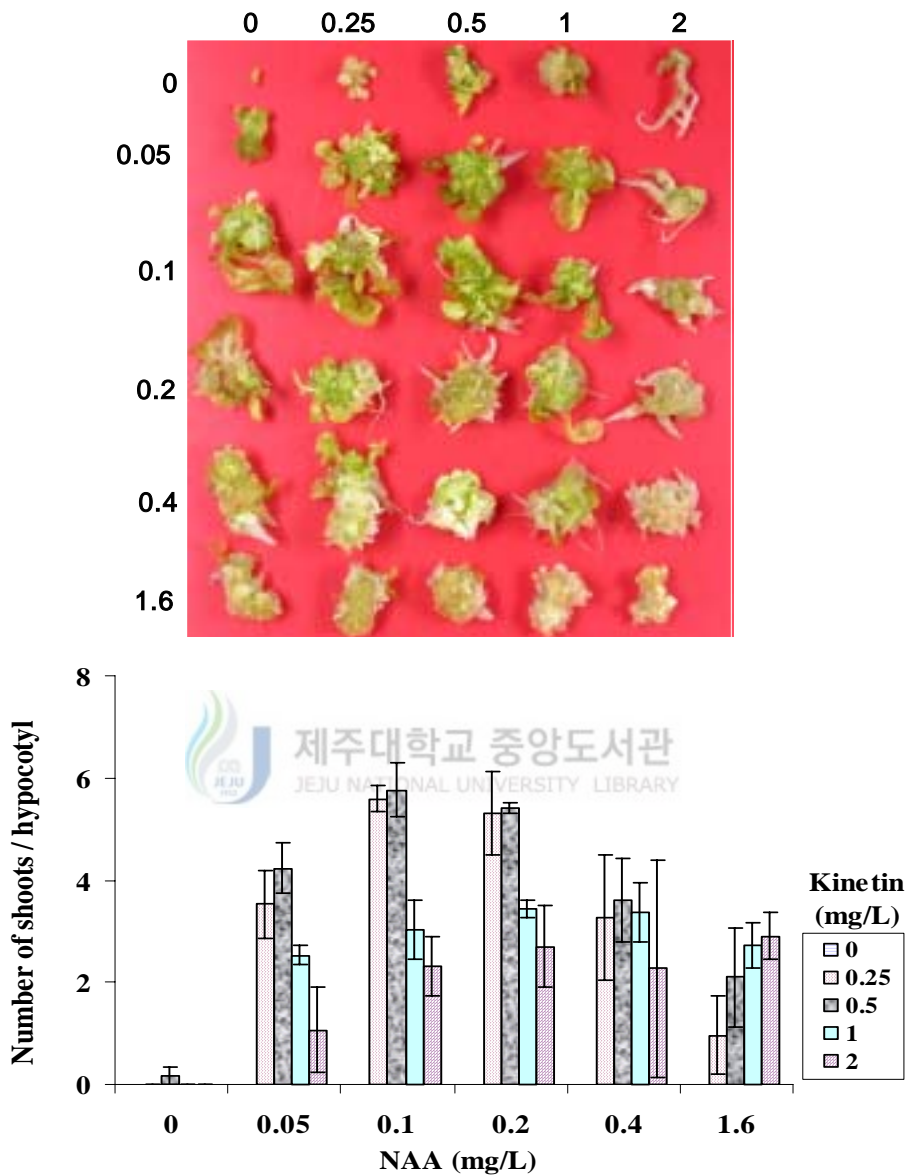 0 0.25 0.5 1 2
0
0.05
0.1
0.2
0.4
1.6
8
6
4
2
0
Number of shoots / hypocotyl
제주대학교 중앙도서관
JEJU NATIONAL UNIVERSITY LIBRARY
JEJU
1952
0 0.05 0.1 0.2 0.4 1.6
NAA (mg/L)
Kinetin
(mg/L)
0
0.25
0.5
1
2